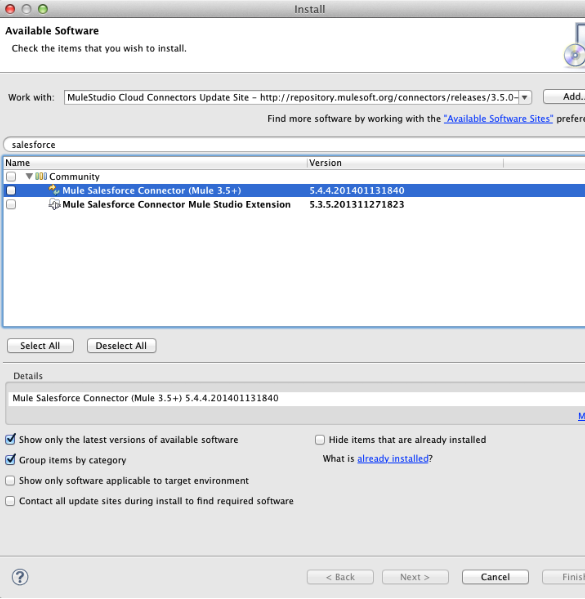 Install
Available Software
Check the items that you wish to install.
Work with: MuleStudio Cloud Connectors Update Site – http://repository.mulesoft.org/connectors/releases/3.5.0– Add..
Find more software by working with the "Available Software Sites" prefere
salesforce
Name Version
Community
Mule Salesforce Connector (Mule 3.5+) 5.4.4.201401131840
Mule Salesforce Connector Mule Studio Extension 5.3.5.201311271823
Select All Deselect All
Details
Mule Salesforce Connector (Mule 3.5+) 5.4.4.201401131840
M
Show only the latest versions of available software Hide items that are already installed
Group items by category What is already installed?
Show only software applicable to target environment
Contact all update sites during install to find required software
? < Back Next > Cancel Finish